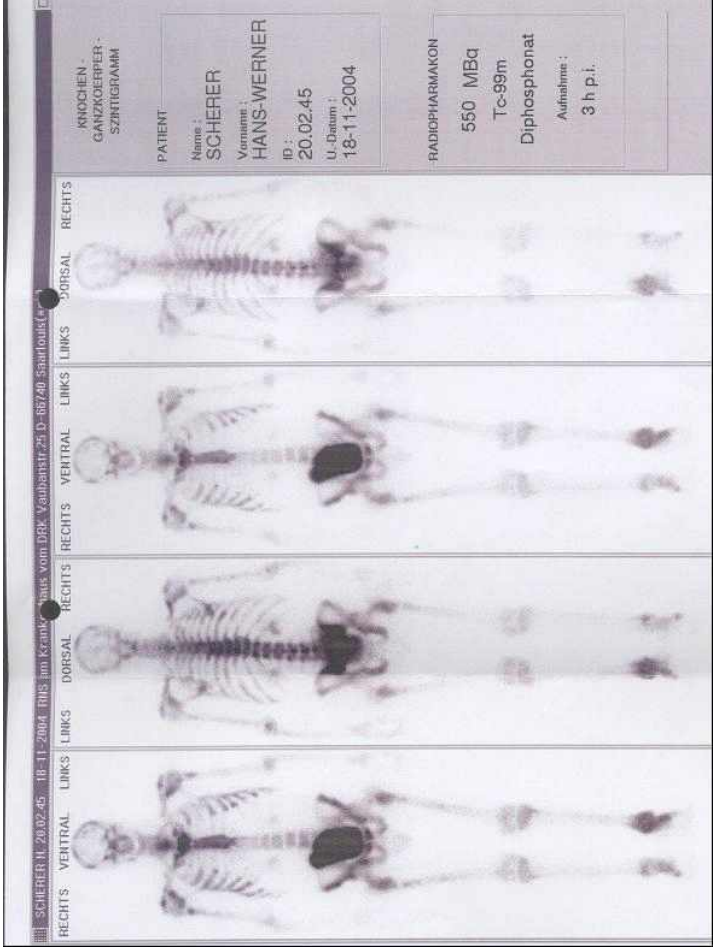 SCHERER H, 20.02.45 18-11-2004 RNS am Krankenhaus vom DRK Vaubanstr.25 D-66740 Saarlouis
RECHTS VENTRAL LINKS
LINKS DORSAL RECHTS
RECHTS VENTRAL LINKS
LINKS DORSAL RECHTS
KNOCHEN -
GANZKOERPER -
SZINTIGRAMM
PATIENT
Name :
SCHERER
Vorname :
HANS-WERNER
ID :
20.02.45
U.-Datum :
18-11-2004
RADIOPHARMAKON
550 MBq
Tc-99m
Diphosphonat
Aufnahme :
3 h p.i.